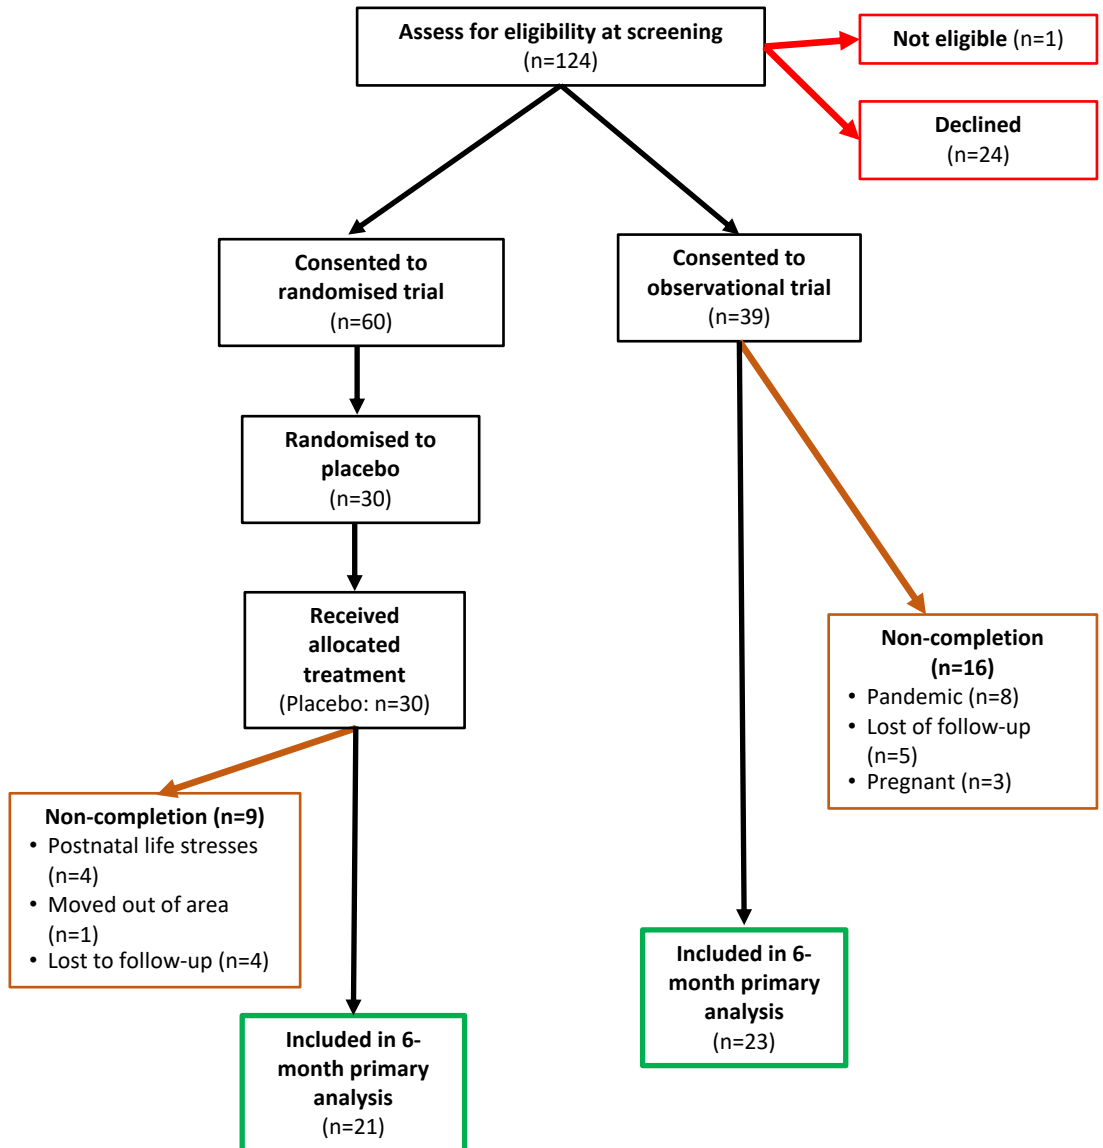 Assess for eligibility at screening
(n=124)
Not eligible (n=1)
Declined
(n=24)
Consented to
randomised trial
(n=60)
Consented to
observational trial
(n=39)
Randomised to
placebo
(n=30)
Received
allocated
treatment
(Placebo: n=30)
Non-completion
(n=16)
• Pandemic (n=8)
• Lost of follow-up
(n=5)
• Pregnant (n=3)
Non-completion (n=9)
• Postnatal life stresses
(n=4)
• Moved out of area
(n=1)
• Lost to follow-up (n=4)
Included in 6-
month primary
analysis
(n=23)
Included in 6-
month primary
analysis
(n=21)